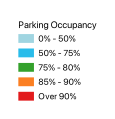 Parking Occupancy
0% - 50%
50% - 75%
75% - 80%
85% - 90%
Over 90%